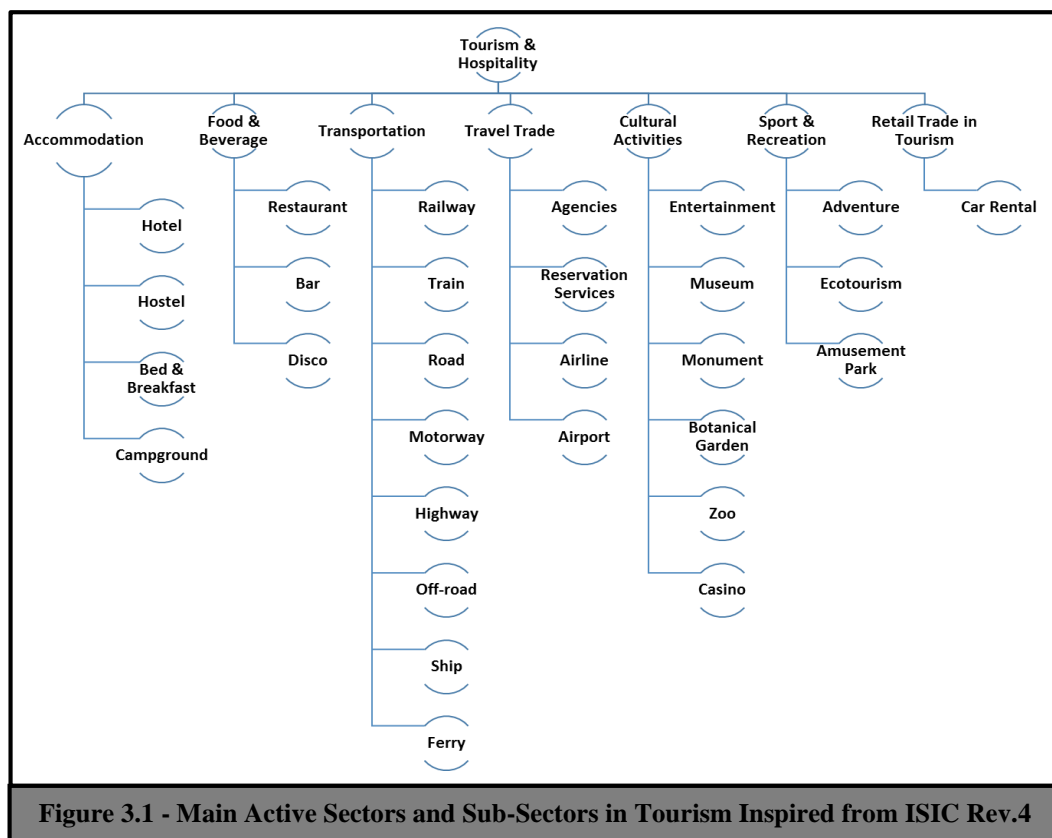 Tourism &
Hospitality
Accommodation
Food &
Beverage
Transportation
Travel Trade
Cultural
Activities
Sport &
Recreation
Retail Trade in
Tourism
Hotel
Hostel
Bed &
Breakfast
Campground
Restaurant
Bar
Disco
Railway
Train
Road
Motorway
Highway
Off-road
Ship
Ferry
Agencies
Reservation
Services
Airline
Airport
Entertainment
Museum
Monument
Botanical
Garden
Zoo
Casino
Adventure
Ecotourism
Amusement
Park
Car Rental
Figure 3.1 - Main Active Sectors and Sub-Sectors in Tourism Inspired from ISIC Rev.4